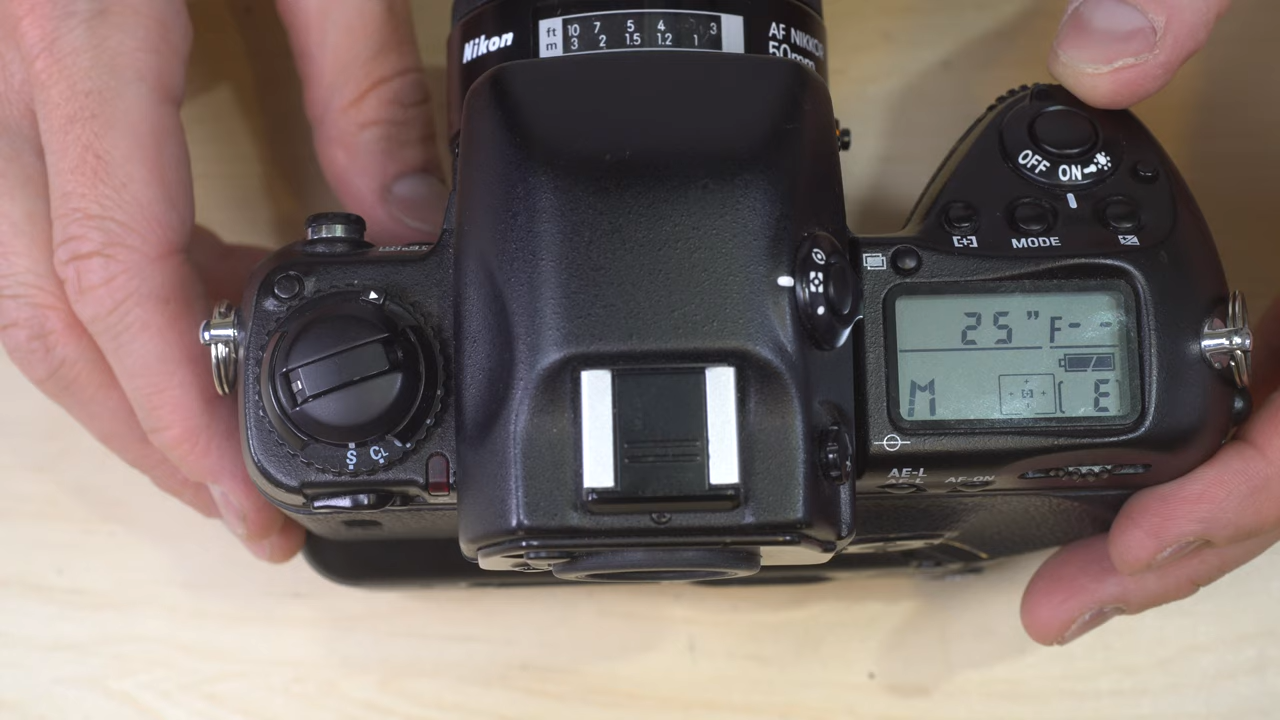 Nikon
ft 10 7 5 4 3
m 3 2 1.5 1.2 1
AF NIKKOR
50mm
OFF ON
[+]
MODE
25" F--
M [ E
S CL
AE-L
AF-L
AF-ON